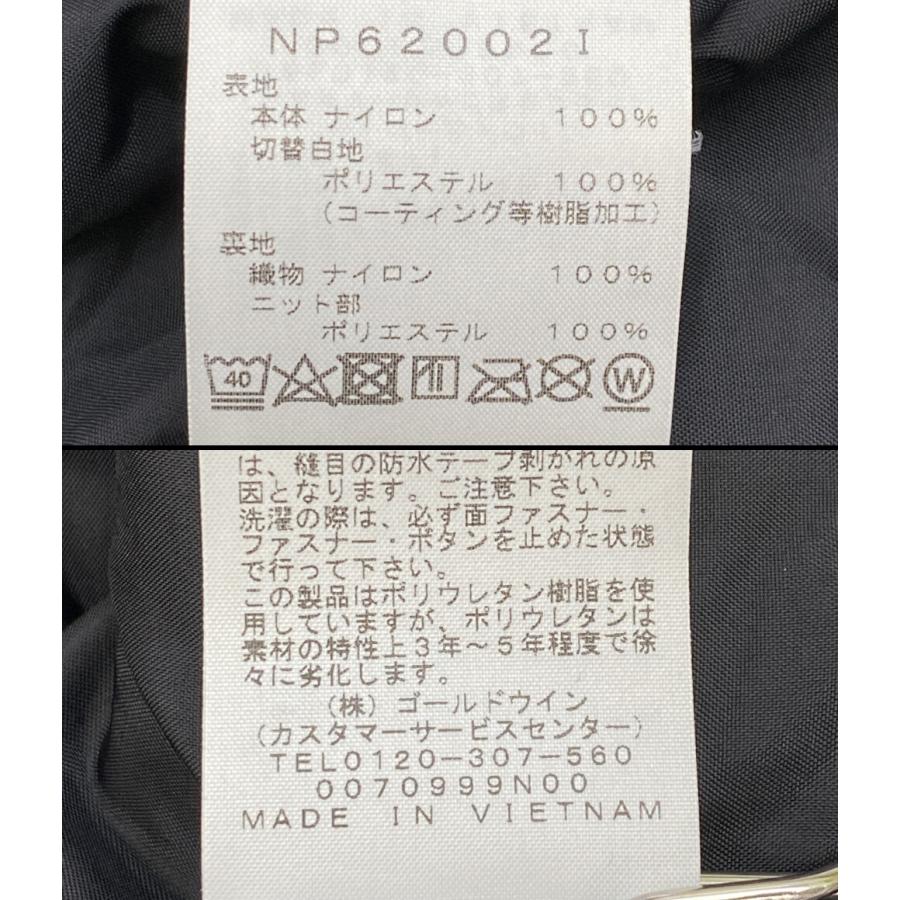 NP62002I
表地
本体 ナイロン 100%
切替白地
ポリエステル 100%
(コーティング等樹脂加工)
裏地
織物 ナイロン 100%
ニット部
ポリエステル 100%
40
W
は、縫目の防水テープ剥がれの原
因となります。ご注意下さい。
洗濯の際は、必ず面ファスナー・
ファスナー・ボタンを止めた状態
で行って下さい。
この製品はポリウレタン樹脂を使
用していますが、ポリウレタンは
素材の特性上3年～5年程度で徐
々に劣化します。
(株)ゴールドウイン
(カスタマーサービスセンター)
TEL0120-307-560
0070999N00
MADE IN VIETNAM